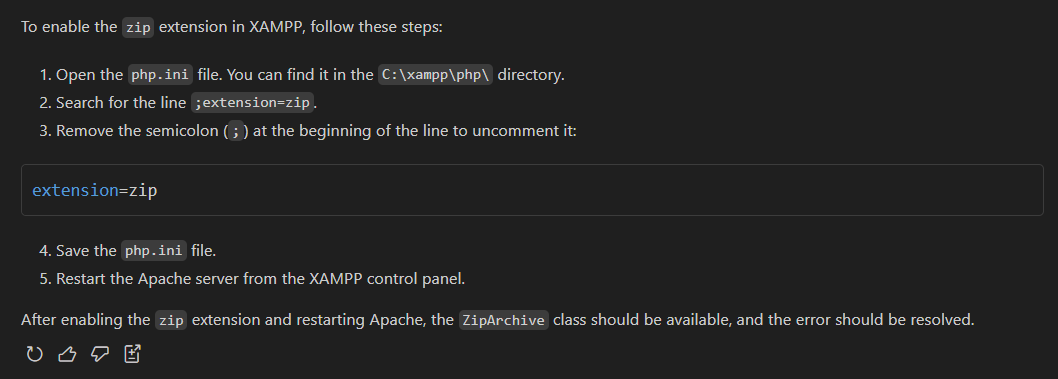 To enable the zip extension in XAMPP, follow these steps:
1. Open the php.ini file. You can find it in the C:\xampp\php\ directory.
2. Search for the line ;extension=zip.
3. Remove the semicolon (;) at the beginning of the line to uncomment it:
extension=zip
4. Save the php.ini file.
5. Restart the Apache server from the XAMPP control panel.
After enabling the zip extension and restarting Apache, the ZipArchive class should be available, and the error should be resolved.